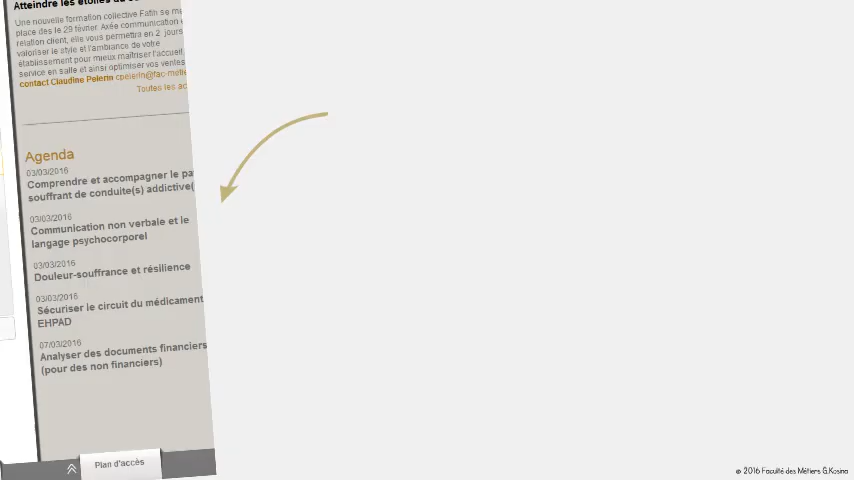 Atteindre les étoiles
Une nouvelle formation collective Fafih se
place dès le 29 février. Axée communication
relation client, elle vous permettra en 2 jours
valoriser le style et l'ambiance de votre
établissement pour mieux maîtriser l'accueil
service en salle et ainsi optimiser vos ventes
contact Claudine Pelerin cpelerin@fac-metie
Toutes les ac
Agenda
03/03/2016
Comprendre et accompagner le pa
souffrant de conduite(s) addictive(
03/03/2016
Communication non verbale et le
langage psychocorporel
03/03/2016
Douleur-souffrance et résilience
03/03/2016
Sécuriser le circuit du médicament
EHPAD
07/03/2016
Analyser des documents financiers
(pour des non financiers)
Plan d'accès
© 2016 Faculté des Métiers G.Kosina